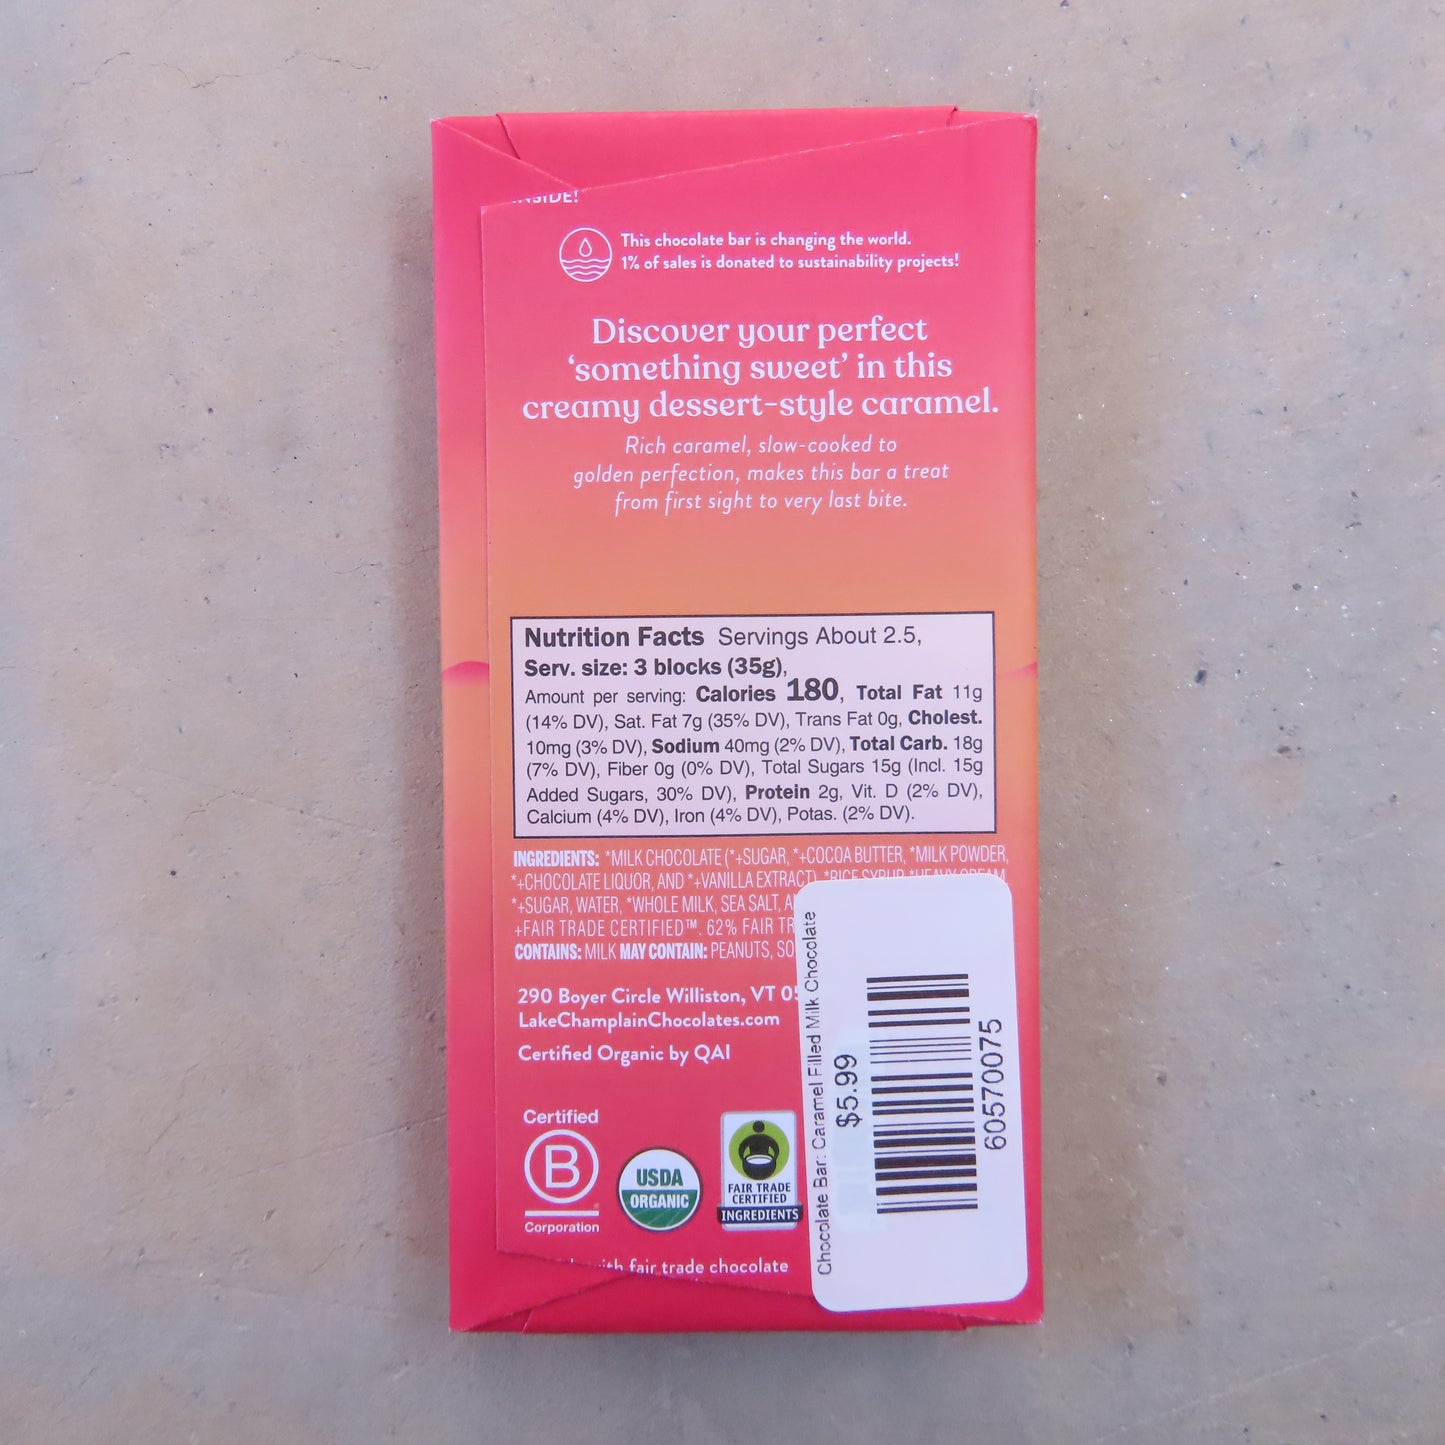 This chocolate bar is changing the world.
1% of sales is donated to sustainability projects!
Discover your perfect
‘something sweet’ in this
creamy dessert-style caramel.
Rich caramel, slow-cooked to
golden perfection, makes this bar a treat
from first sight to very last bite.
Nutrition Facts Servings About 2.5,
Serv. size: 3 blocks (35g),
Amount per serving: Calories 180, Total Fat 11g
(14% DV), Sat. Fat 7g (35% DV), Trans Fat 0g, Cholest.
10mg (3% DV), Sodium 40mg (2% DV), Total Carb. 18g
(7% DV), Fiber 0g (0% DV), Total Sugars 15g (Incl. 15g
Added Sugars, 30% DV), Protein 2g, Vit. D (2% DV),
Calcium (4% DV), Iron (4% DV), Potas. (2% DV).
INGREDIENTS: *MILK CHOCOLATE (*+SUGAR, *+COCOA BUTTER, *MILK POWDER,
*+CHOCOLATE LIQUOR, AND *+VANILLA EXTRACT), *RICE SYRUP, *HEAVY CREAM,
*+SUGAR, WATER, *WHOLE MILK, SEA SALT,
+FAIR TRADE CERTIFIED™. 62% FAIR
CONTAINS: MILK MAY CONTAIN: PEANUTS,
290 Boyer Circle Williston, VT
LakeChamplainChocolates.com
Certified Organic by QAI
Certified
B
Corporation
USDA
ORGANIC
FAIR TRADE
CERTIFIED
INGREDIENTS
with fair trade chocolate
Chocolate Bar: Caramel Filled Milk Chocolate
$5.99
60570075